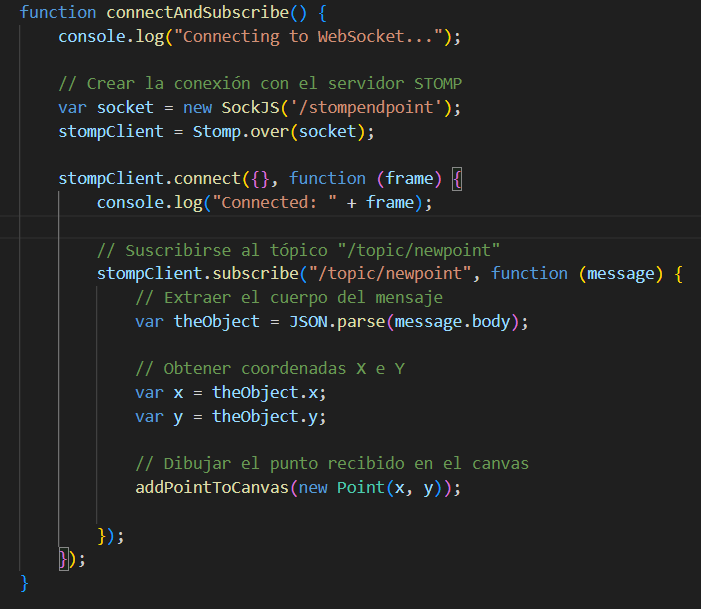 function connectAndSubscribe() {
console.log("Connecting to WebSocket...");
// Crear la conexión con el servidor STOMP
var socket = new SockJS('/stompendpoint');
stompClient = Stomp.over(socket);
stompClient.connect({}, function (frame) {
console.log("Connected: " + frame);
// Suscribirse al tópico "/topic/newpoint"
stompClient.subscribe("/topic/newpoint", function (message) {
// Extraer el cuerpo del mensaje
var theObject = JSON.parse(message.body);
// Obtener coordenadas X e Y
var x = theObject.x;
var y = theObject.y;
// Dibujar el punto recibido en el canvas
addPointToCanvas(new Point(x, y));
});
});
}